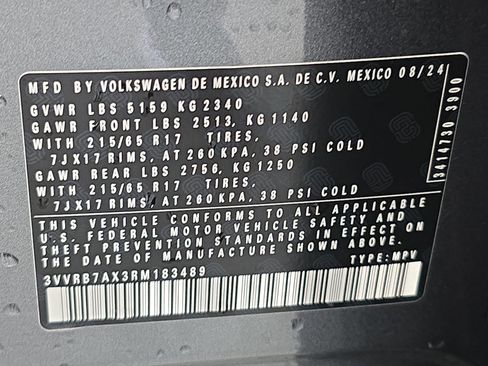 MFD BY VOLKSWAGEN DE MEXICO S.A. DE C.V. MEXICO 08/24
GVWR LBS 5159 KG 2340
GAWR FRONT LBS 2513, KG 1140
WITH 215/65 R17 TIRES,
7JX17 RIMS, AT 260 KPA, 38 PSI COLD
GAWR REAR LBS 2756, KG 1250
WITH 215/65 R17 TIRES,
7JX17 RIMS, AT 260 KPA, 38 PSI COLD
THIS VEHICLE CONFORMS TO ALL APPLICABLE
U.S. FEDERAL MOTOR VEHICLE SAFETY AND
THEFT PREVENTION STANDARDS IN EFFECT ON
THE DATE OF MANUFACTURE SHOWN ABOVE.
3VVRB7AX3RM183489 TYPE: MPV
3414730 3900